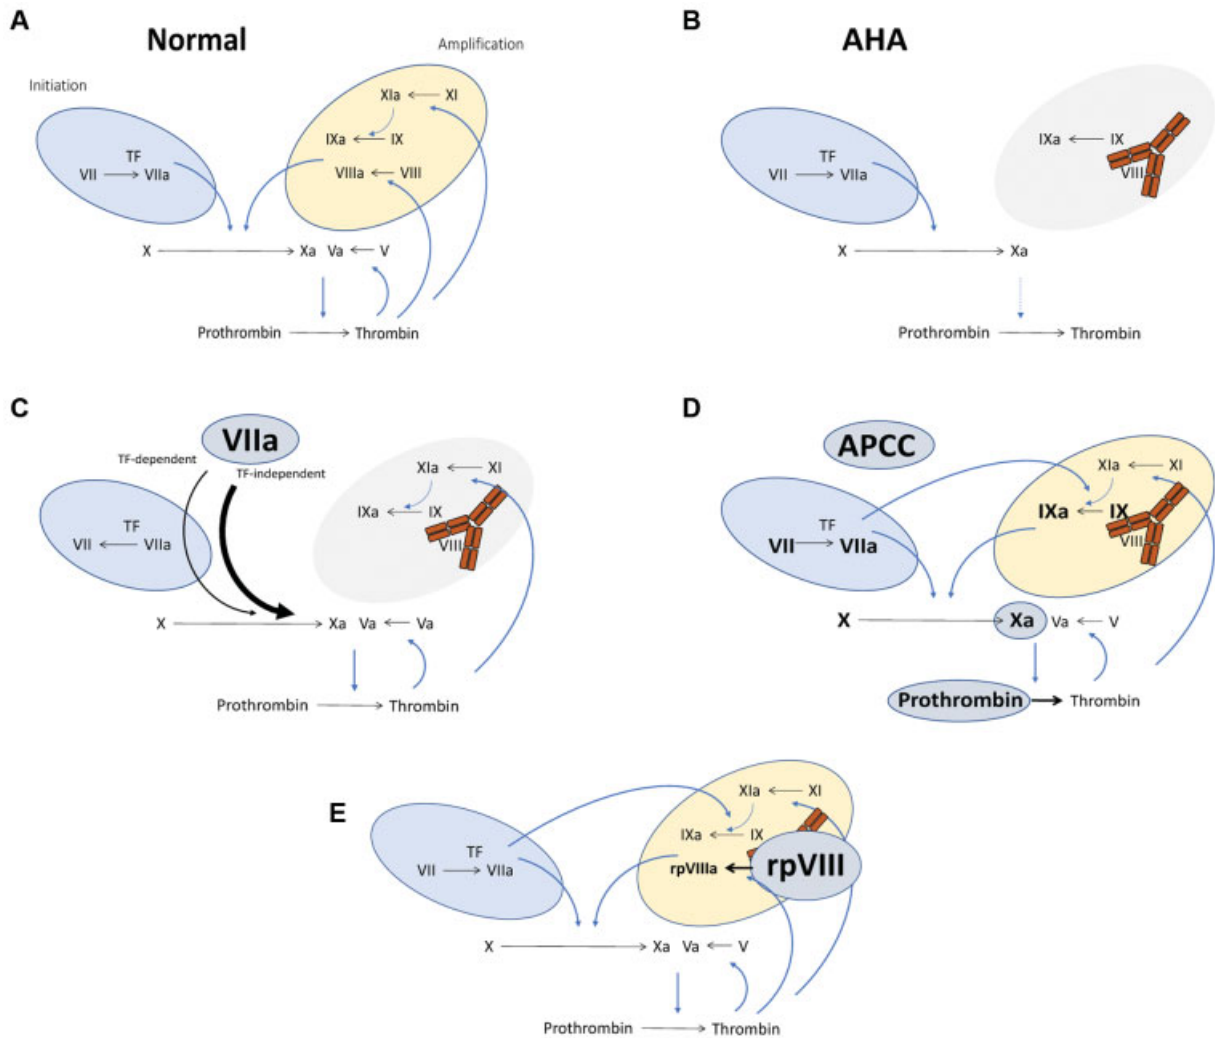 A
Normal
Amplification
Initiation
XIa XI
IXa IX
TF
VII VIIa
VIIIa VIII
X Xa Va V
Prothrombin Thrombin
B
AHA
IXa IX
TF
VII VIIa
VIII
X Xa
Prothrombin Thrombin
C
VIIa
TF-dependent
TF-independent
XIa XI
IXa IX
TF
VII VIIa
VIII
X Xa Va Va
Prothrombin Thrombin
D
APCC
XIa XI
IXa IX
TF
VII VIIa
VIII
X Xa Va V
Prothrombin Thrombin
E
XIa XI
IXa IX
TF
VII VIIa
rpVIIIa rpVIII
X Xa Va V
Prothrombin Thrombin